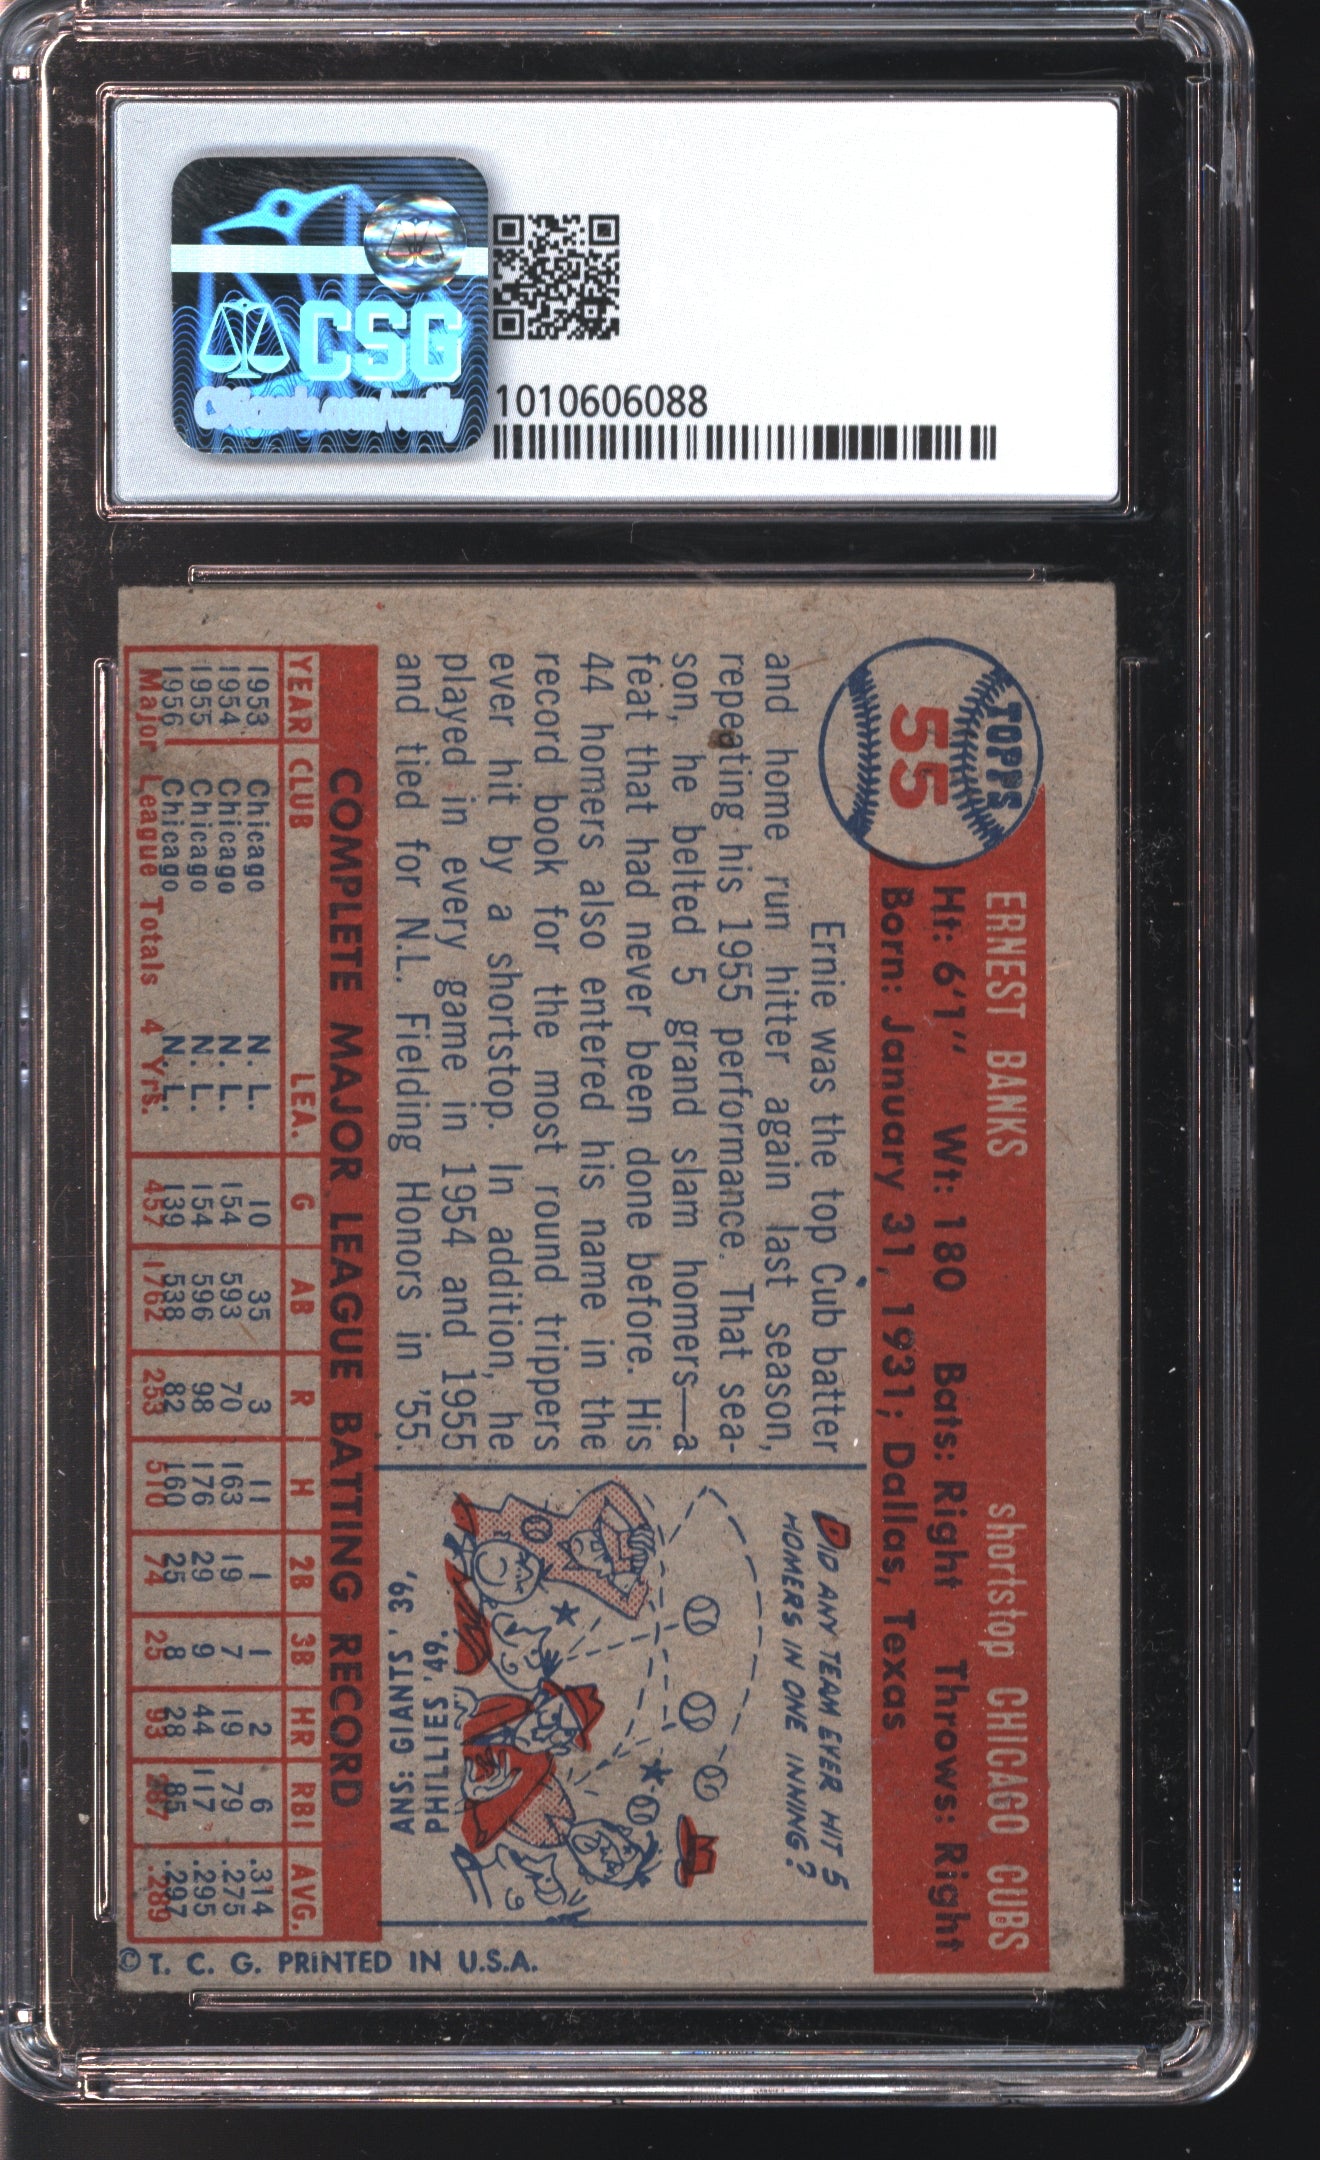 CSG
CSGcards.com/verify
1010606088
TOPPS
55
ERNEST BANKS shortstop CHICAGO CUBS
Ht: 6'1" Wt: 180 Bats: Right Throws: Right
Born: January 31, 1931; Dallas, Texas
Ernie was the top Cub batter
and home run hitter again last season,
repeating his 1955 performance. That sea-
son, he belted 5 grand slam homers—a
feat that had never been done before. His
44 homers also entered his name in the
record book for the most round trippers
ever hit by a shortstop. In addition, he
played in every game in 1954 and 1955
and tied for N.L. Fielding Honors in '55.
DID ANY TEAM EVER HIT 5
HOMERS IN ONE INNING?
ANS: GIANTS, '39,
PHILLIES, '49.
COMPLETE MAJOR LEAGUE BATTING RECORD
YEAR CLUB LEA. G AB R H 2B 3B HR RBI AVG.
1953 Chicago N. L. 10 35 3 11 1 1 2 6 .314
1954 Chicago N. L. 154 593 70 163 19 7 19 79 .275
1955 Chicago N. L. 154 596 98 176 29 9 44 117 .295
1956 Chicago N. L. 139 538 82 160 25 8 28 85 .297
Major League Totals - 4 Yrs. 457 1762 253 510 74 25 93 287 .289
© T. C. G. PRINTED IN U.S.A.